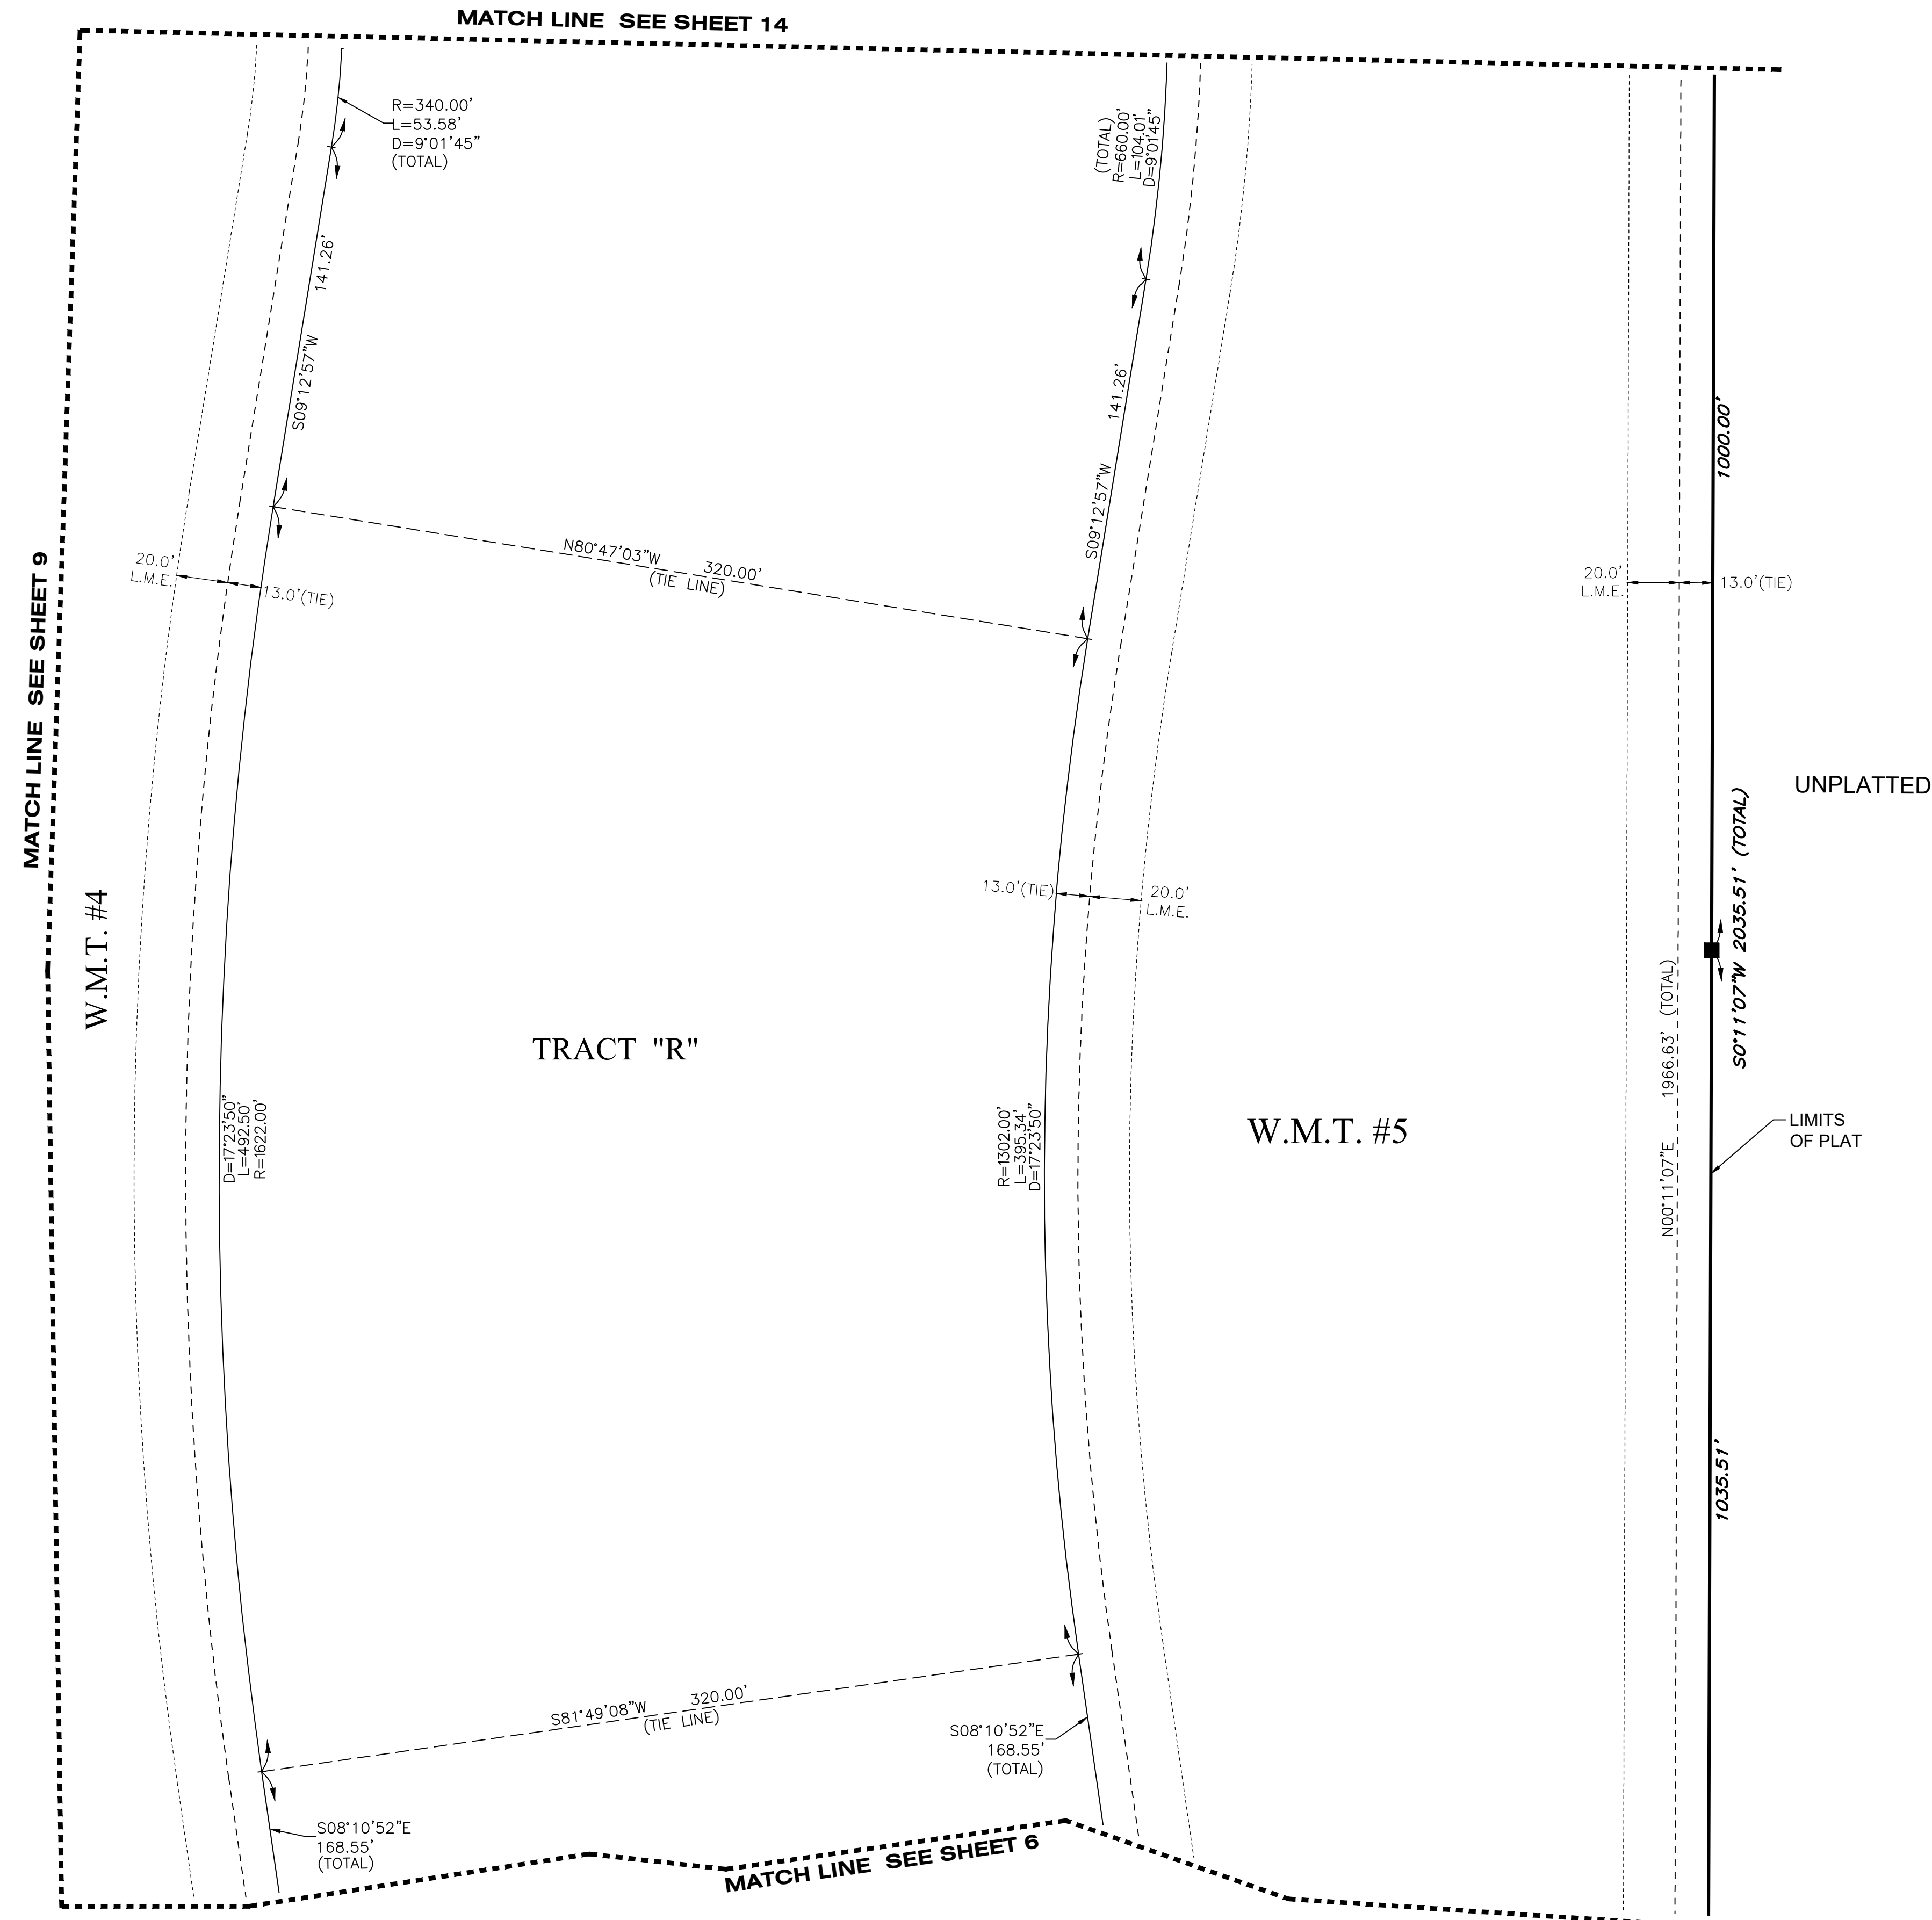 MATCH LINE SEE SHEET 14
R=340.00'
L=53.58'
D=9°01'45"
(TOTAL)
(TOTAL)
R=660.00'
L=104.01'
D=9°01'45"
141.26'
S09°12'57"W
141.26'
S09°12'57"W
1000.00'
N80°47'03"W 320.00'
(TIE LINE)
20.0'
L.M.E.
13.0'(TIE)
20.0'
L.M.E.
13.0'(TIE)
MATCH LINE SEE SHEET 9
UNPLATTED
S0°11'07"W 2035.51' (TOTAL)
13.0'(TIE)
20.0'
L.M.E.
W.M.T. #4
TRACT "R"
N00°11'07"E 1966.63' (TOTAL)
W.M.T. #5
LIMITS
OF PLAT
D=17°23'50"
L=492.50'
R=1622.00'
R=1302.00'
L=395.34'
D=17°23'50"
1035.51'
S81°49'08"W 320.00'
(TIE LINE)
S08°10'52"E
168.55'
(TOTAL)
S08°10'52"E
168.55'
(TOTAL)
MATCH LINE SEE SHEET 6